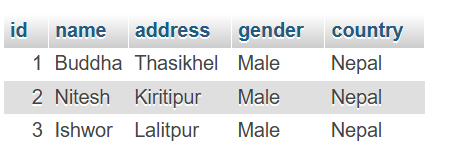 id name address gender country
1 Buddha Thasikhel Male Nepal
2 Nitesh Kiritipur Male Nepal
3 Ishwor Lalitpur Male Nepal